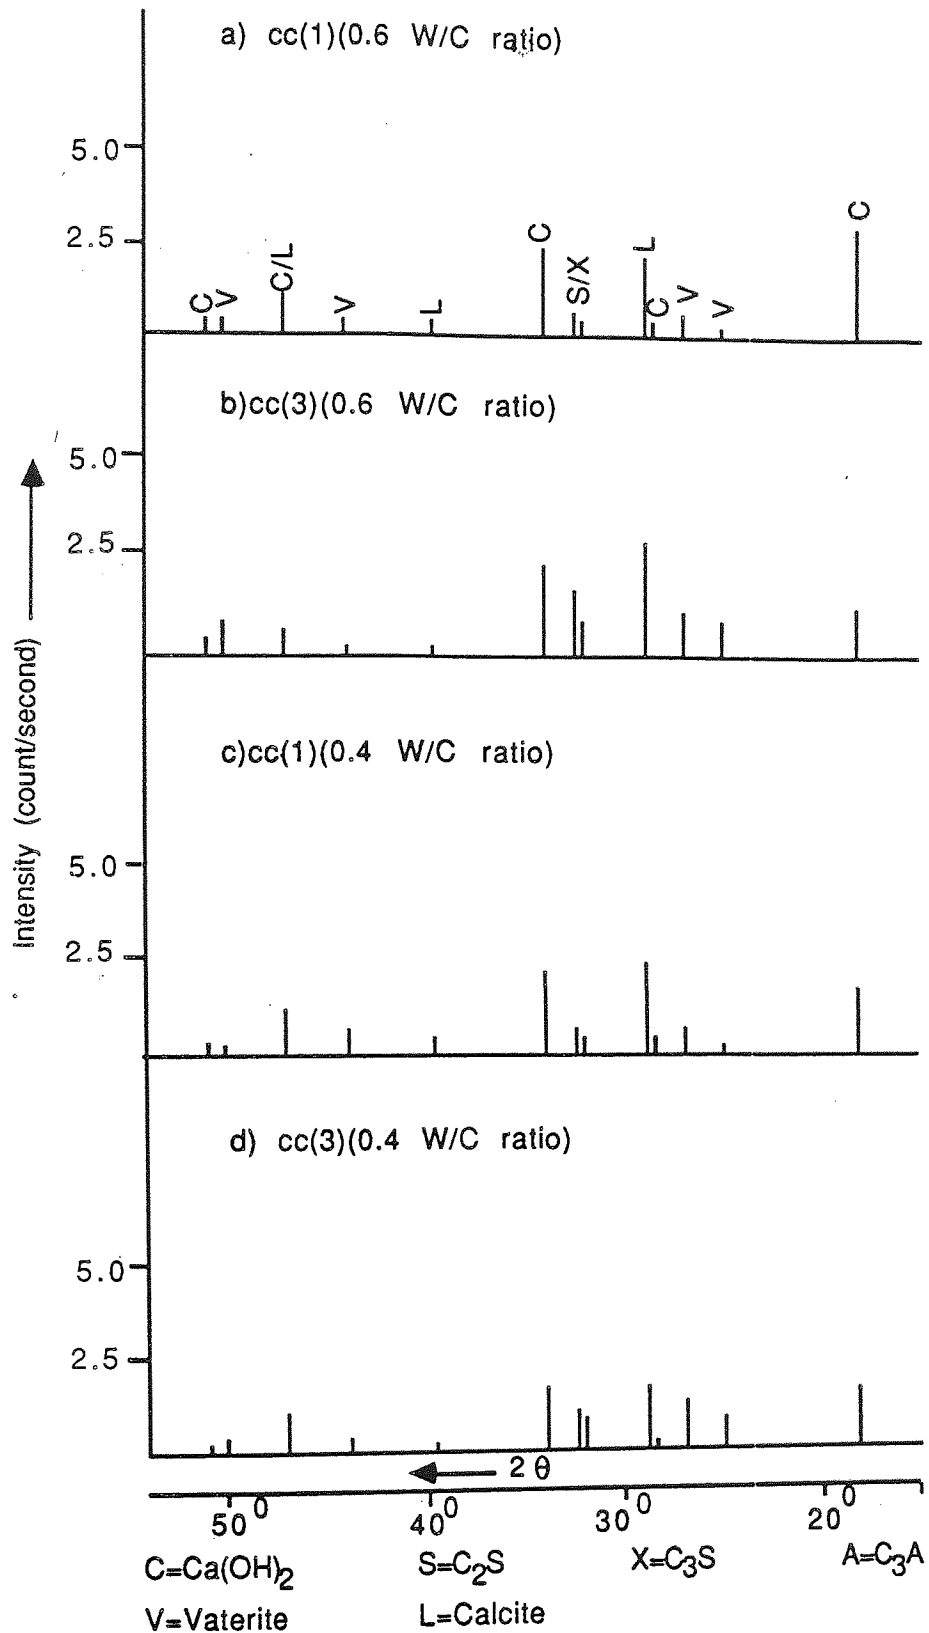 a) cc(1)(0.6 W/C ratio)
5.0
2.5
C
V
C/L
V
L
C
S/X
L
C
V
V
C
b)cc(3)(0.6 W/C ratio)
5.0
2.5
c)cc(1)(0.4 W/C ratio)
5.0
2.5
Intensity (count/second)
d) cc(3)(0.4 W/C ratio)
5.0
2.5
2θ
50⁰ 40⁰ 30⁰ 20⁰
C=Ca(OH)₂ S=C₂S X=C₃S A=C₃A
V=Vaterite L=Calcite